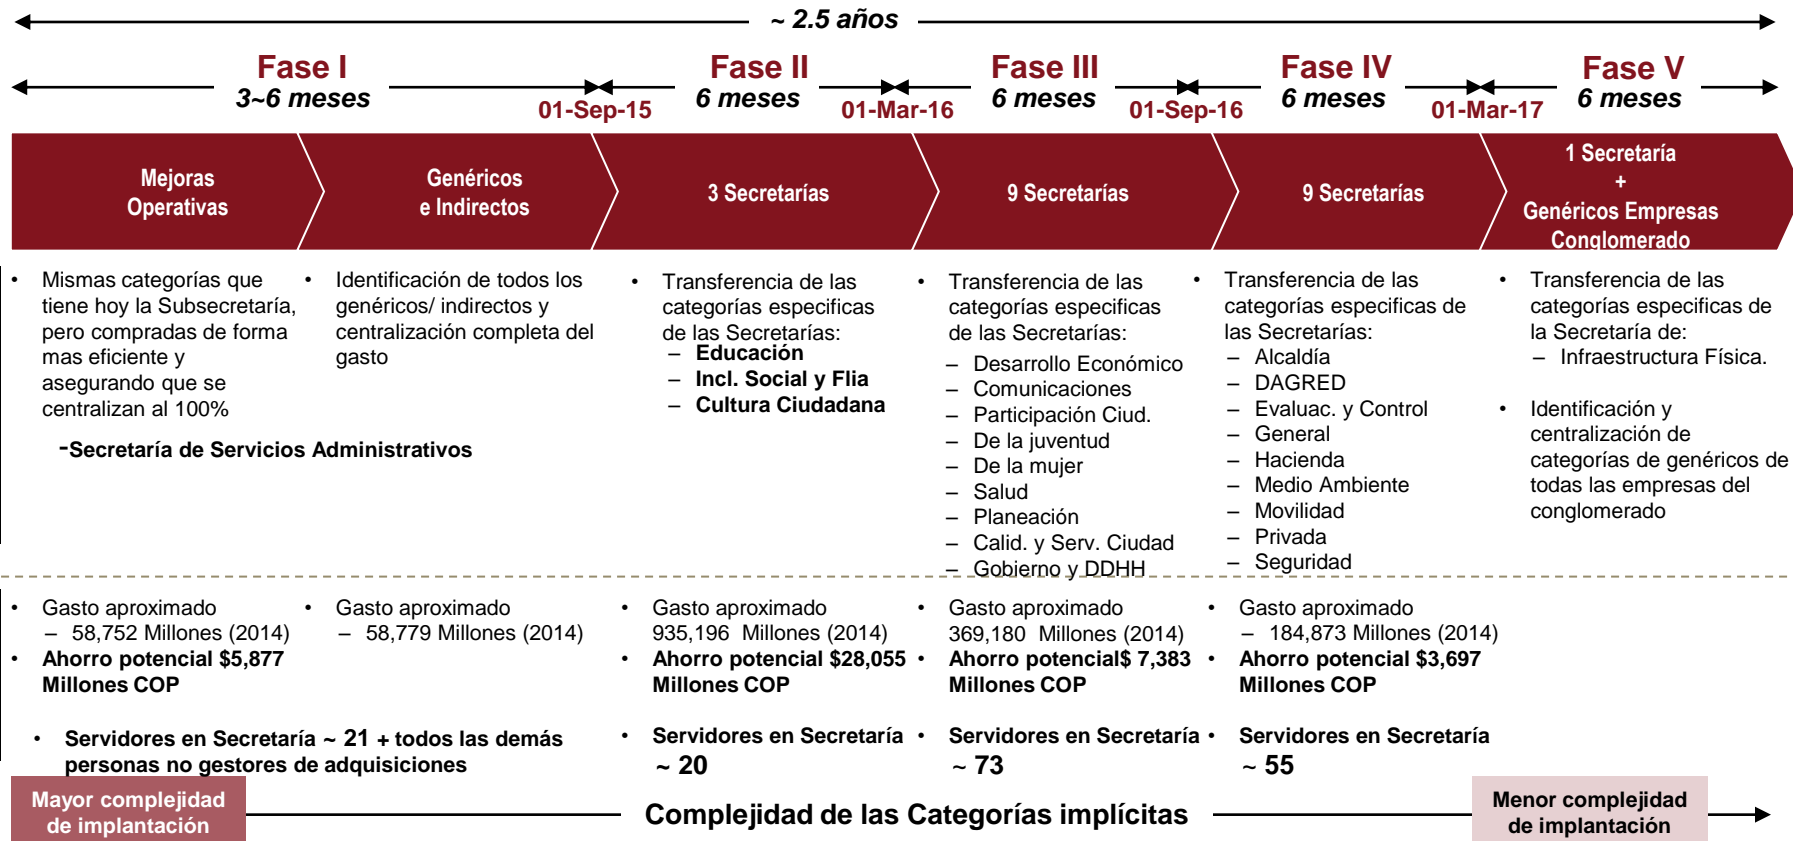 ~ 2.5 años
Fase I
3~6 meses
01-Sep-15
Fase II
6 meses
01-Mar-16
Fase III
6 meses
01-Sep-16
Fase IV
6 meses
01-Mar-17
Fase V
6 meses
Mejoras
Operativas
Genéricos
e Indirectos
3 Secretarías
9 Secretarías
9 Secretarías
1 Secretaría
+
Genéricos Empresas
Conglomerado
• Mismas categorías que
tiene hoy la Subsecretaría,
pero compradas de forma
mas eficiente y
asegurando que se
centralizan al 100%
• Identificación de todos los
genéricos/ indirectos y
centralización completa del
gasto
-Secretaría de Servicios Administrativos
• Transferencia de las
categorías especificas
de las Secretarías:
– Educación
– Incl. Social y Flia
– Cultura Ciudadana
• Transferencia de las
categorías especificas
de las Secretarías:
– Desarrollo Económico
– Comunicaciones
– Participación Ciud.
– De la juventud
– De la mujer
– Salud
– Planeación
– Calid. y Serv. Ciudad
– Gobierno y DDHH
• Transferencia de las
categorías especificas de
las Secretarías:
– Alcaldía
– DAGRED
– Evaluac. y Control
– General
– Hacienda
– Medio Ambiente
– Movilidad
– Privada
– Seguridad
• Transferencia de las
categorías especificas de
la Secretaría de:
– Infraestructura Física.
• Identificación y
centralización de
categorías de genéricos de
todas las empresas del
conglomerado
• Gasto aproximado
– 58,752 Millones (2014)
• Ahorro potencial $5,877
Millones COP
• Gasto aproximado
– 58,779 Millones (2014)
• Servidores en Secretaría ~ 21 + todos las demás
personas no gestores de adquisiciones
• Gasto aproximado
935,196 Millones (2014)
• Ahorro potencial $28,055
Millones COP
• Servidores en Secretaría
~ 20
• Gasto aproximado
369,180 Millones (2014)
• Ahorro potencial$ 7,383
Millones COP
• Servidores en Secretaría
~ 73
• Gasto aproximado
– 184,873 Millones (2014)
• Ahorro potencial $3,697
Millones COP
• Servidores en Secretaría
~ 55
Mayor complejidad
de implantación
Complejidad de las Categorías implícitas
Menor complejidad
de implantación